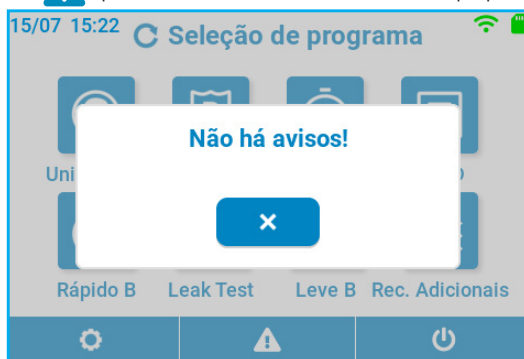 15/07 15:22 Seleção de programa
Não há avisos!
Uni
Rápido B Leak Test Leve B Rec. Adicionais